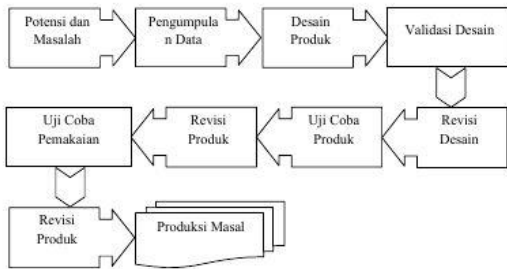 Potensi dan
Masalah
Pengumpula
n Data
Desain
Produk
Validasi Desain
Uji Coba
Pemakaian
Revisi
Produk
Uji Coba
Produk
Revisi
Desain
Revisi
Produk
Produksi Masal